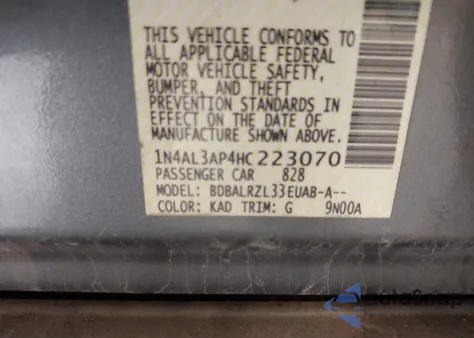 THIS VEHICLE CONFORMS TO
ALL APPLICABLE FEDERAL
MOTOR VEHICLE SAFETY,
BUMPER, AND THEFT
PREVENTION STANDARDS IN
EFFECT ON THE DATE OF
MANUFACTURE SHOWN ABOVE.
1N4AL3AP4HC223070
PASSENGER CAR 828
MODEL: BDBALRZL33EUAB-A--
COLOR: KAD TRIM: G 9N00A
AutoSnap